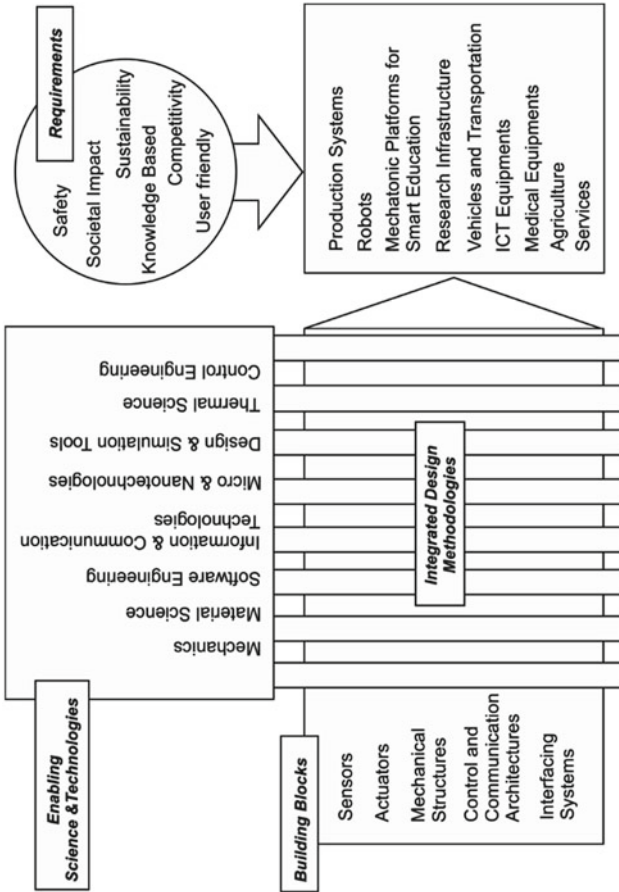 Enabling
Science &Technologies
Mechanics
Material Science
Software Engineering
Information & Communication
Technologies
Micro & Nanotechnologies
Design & Simulation Tools
Thermal Science
Control Engineering
Requirements
Safety
Societal Impact
Sustainability
Knowledge Based
Competitivity
User friendly
Building Blocks
Sensors
Actuators
Mechanical
Structures
Control and
Communication
Architectures
Interfacing
Systems
Integrated Design
Methodologies
Production Systems
Robots
Mechatonic Platforms for
Smart Education
Research Infrastructure
Vehicles and Transportation
ICT Equipments
Medical Equipments
Agriculture
Services